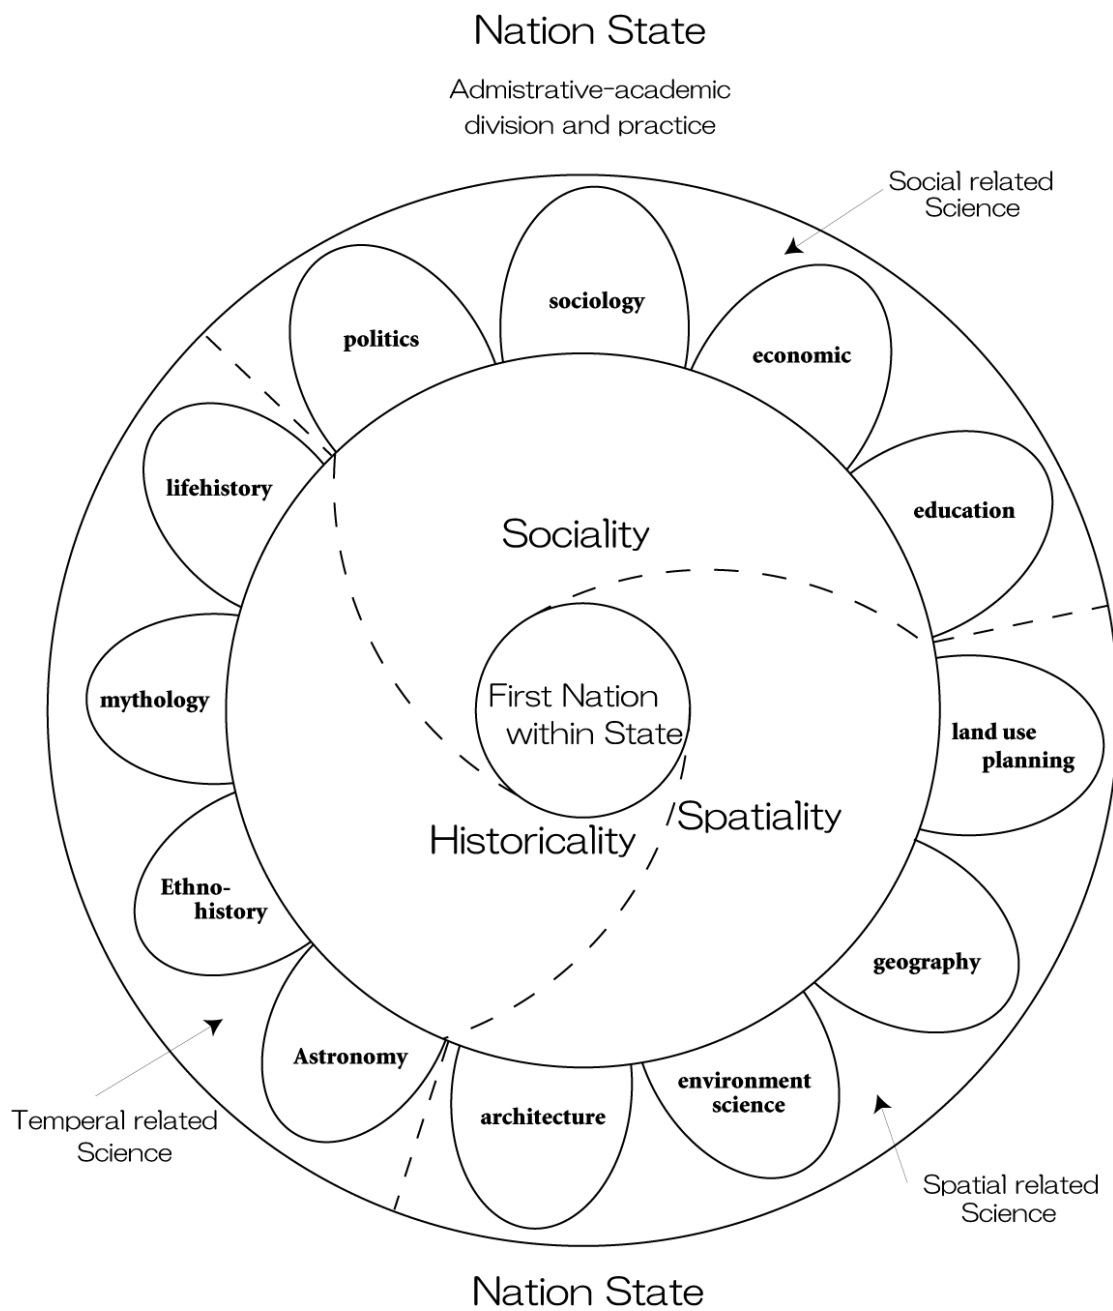 Nation State
Admistrative-academic
division and practice
Social related
Science
sociology
politics
economic
lifehistory
education
Sociality
mythology
First Nation
within State
land use
planning
Historicality
Spatiality
Ethno-
history
geography
Astronomy
environment
science
architecture
Temperal related
Science
Spatial related
Science
Nation State